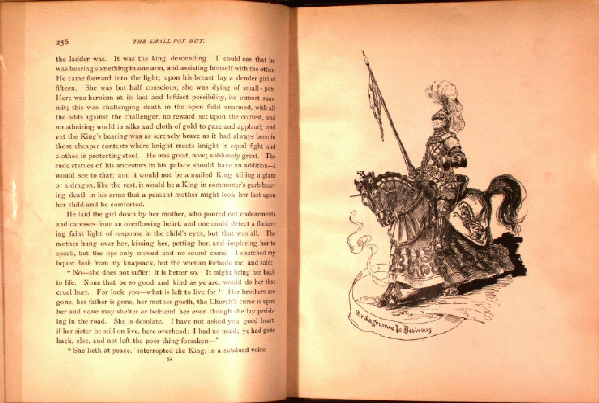 256
THE SMALL-POX HUT.
the ladder was. It was the king descending. I could see that he
was bearing something in one arm, and assisting himself with the other.
He came forward into the light; upon his breast lay a slender girl of
fifteen. She was but half conscious; she was dying of small-pox.
Here was heroism at its last and loftiest possibility, its utmost sum-
mit; this was challenging death in the open field unarmed, with all
the odds against the challenger, no reward set upon the contest, and
no admiring world in silks and cloth of gold to gaze and applaud; and
yet the King's bearing was as serenely brave as it had always been in
those cheaper contests where knight meets knight in equal fight and
clothed in protecting steel. He was great, now; sublimely great. The
rude statues of his ancestors in his palace should have an addition—I
would see to that; and it would not be a mailed King killing a giant
or a dragon, like the rest, it would be a King in commoner's garb bear-
ing death in his arms that a peasant mother might look her last upon
her child and be comforted.
He laid the girl down by her mother, who poured out endearments
and caresses from an overflowing heart, and one could detect a flicker-
ing faint light of response in the child's eyes, but that was all. The
mother hung over her, kissing her, petting her, and imploring her to
speak, but the lips only moved and no sound came. I snatched my
liquor flask from my knapsack, but the woman forbade me, and said:
"No—she does not suffer; it is better so. It might bring her back
to life. None that be so good and kind as ye are, would do her that
cruel hurt. For look you—what is left to live for? Her brothers are
gone, her father is gone, her mother goeth, the Church's curse is upon
her and none may shelter or befriend her even though she lay perish-
ing in the road. She is desolate. I have not asked you, good heart,
if her sister be still on live, here overhead; I had no need; ye had gone
back, else, and not left the poor thing forsaken—"
"She lieth at peace," interrupted the King, in a subdued voice.